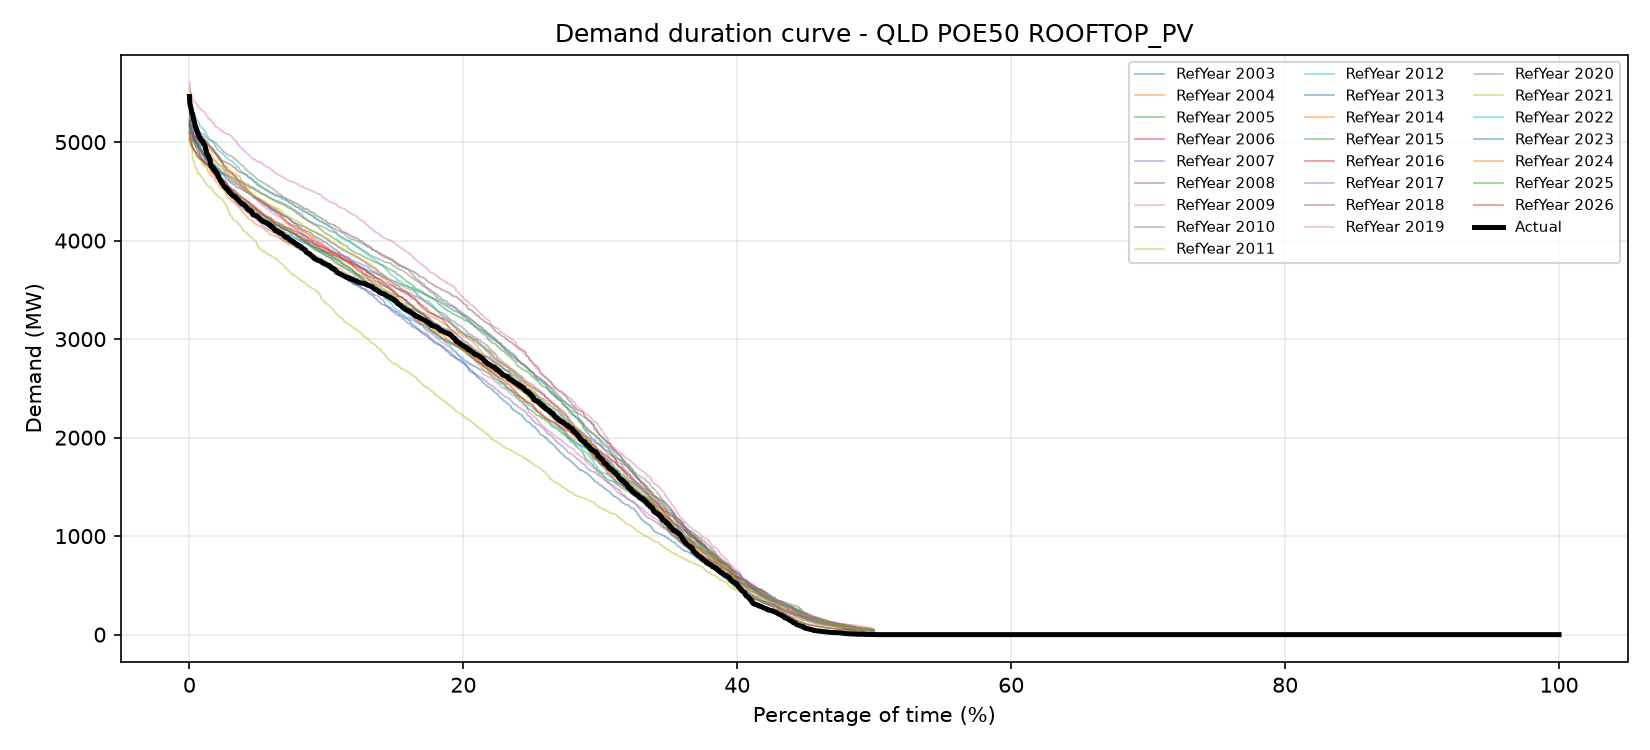 Demand duration curve - QLD POE50 ROOFTOP_PV
Demand (MW)
5000
4000
3000
2000
1000
0
0
20
40
60
80
100
Percentage of time (%)
RefYear 2003
RefYear 2004
RefYear 2005
RefYear 2006
RefYear 2007
RefYear 2008
RefYear 2009
RefYear 2010
RefYear 2011
RefYear 2012
RefYear 2013
RefYear 2014
RefYear 2015
RefYear 2016
RefYear 2017
RefYear 2018
RefYear 2019
RefYear 2020
RefYear 2021
RefYear 2022
RefYear 2023
RefYear 2024
RefYear 2025
RefYear 2026
Actual